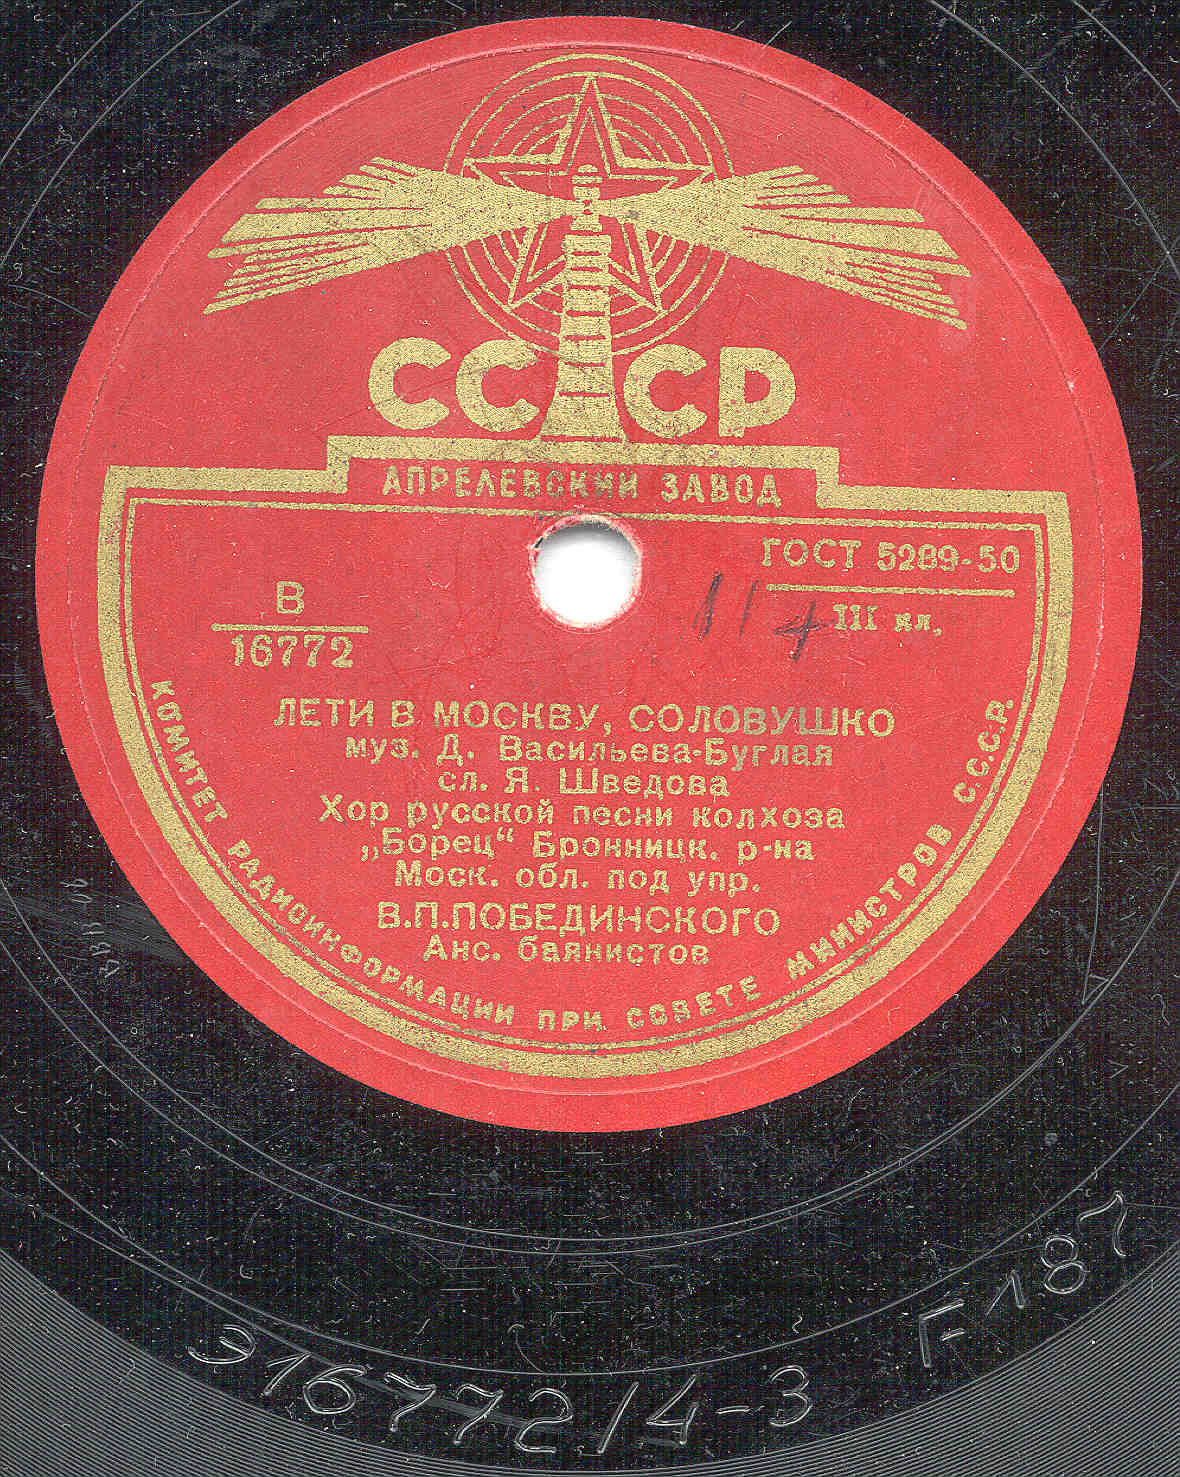 СССР
АПРЕЛЕВСКИЙ ЗАВОД
ГОСТ 5289-50
III кл.
В
16772
11 4
ЛЕТИ В МОСКВУ, СОЛОВУШКО
муз. Д. Васильева-Буглая
сл. Я. Шведова
Хор русской песни колхоза
„Борец“ Бронницк. р-на
Моск. обл. под упр.
В.П.ПОБЕДИНСКОГО
Анс. баянистов
КОМИТЕТ РАДИОИНФОРМАЦИИ ПРИ СОВЕТЕ МИНИСТРОВ С.С.С.Р.
Э16772/4-3 F 187